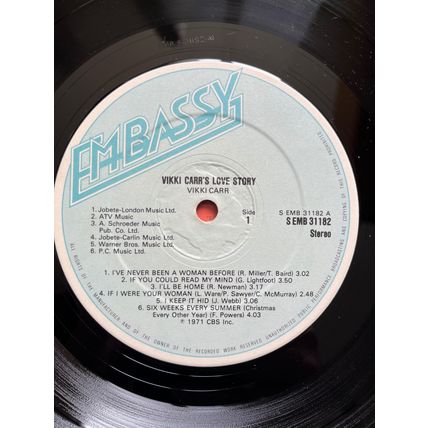 EMBASSY
VIKKI CARR'S LOVE STORY
VIKKI CARR
1. Jobete-London Music Ltd.
2. ATV Music
3. A. Schroeder Music
Pub. Co. Ltd.
4. Jobete-Carlin Music Ltd.
5. Warner Bros. Music Ltd.
6. P.C. Music Ltd.
Side
1
S EMB 31182 A
S EMB 31182
Stereo
1. I'VE NEVER BEEN A WOMAN BEFORE (R. Miller/T. Baird) 3.02
2. IF YOU COULD READ MY MIND (G. Lightfoot) 3.50
3. I'LL BE HOME (R. Newman) 3.17
4. IF I WERE YOUR WOMAN (L. Ware/P. Sawyer/C. McMurray) 2.48
5. I KEEP IT HID (J. Webb) 3.06
6. SIX WEEKS EVERY SUMMER (Christmas
Every Other Year) (F. Powers) 4.03
℗ 1971 CBS Inc.
ALL RIGHTS OF THE MANUFACTURER AND OF THE OWNER OF THE RECORDED WORK RESERVED UNAUTHORISED PUBLIC PERFORMANCE BROADCASTING AND COPYING OF THIS RECORD PROHIBITED